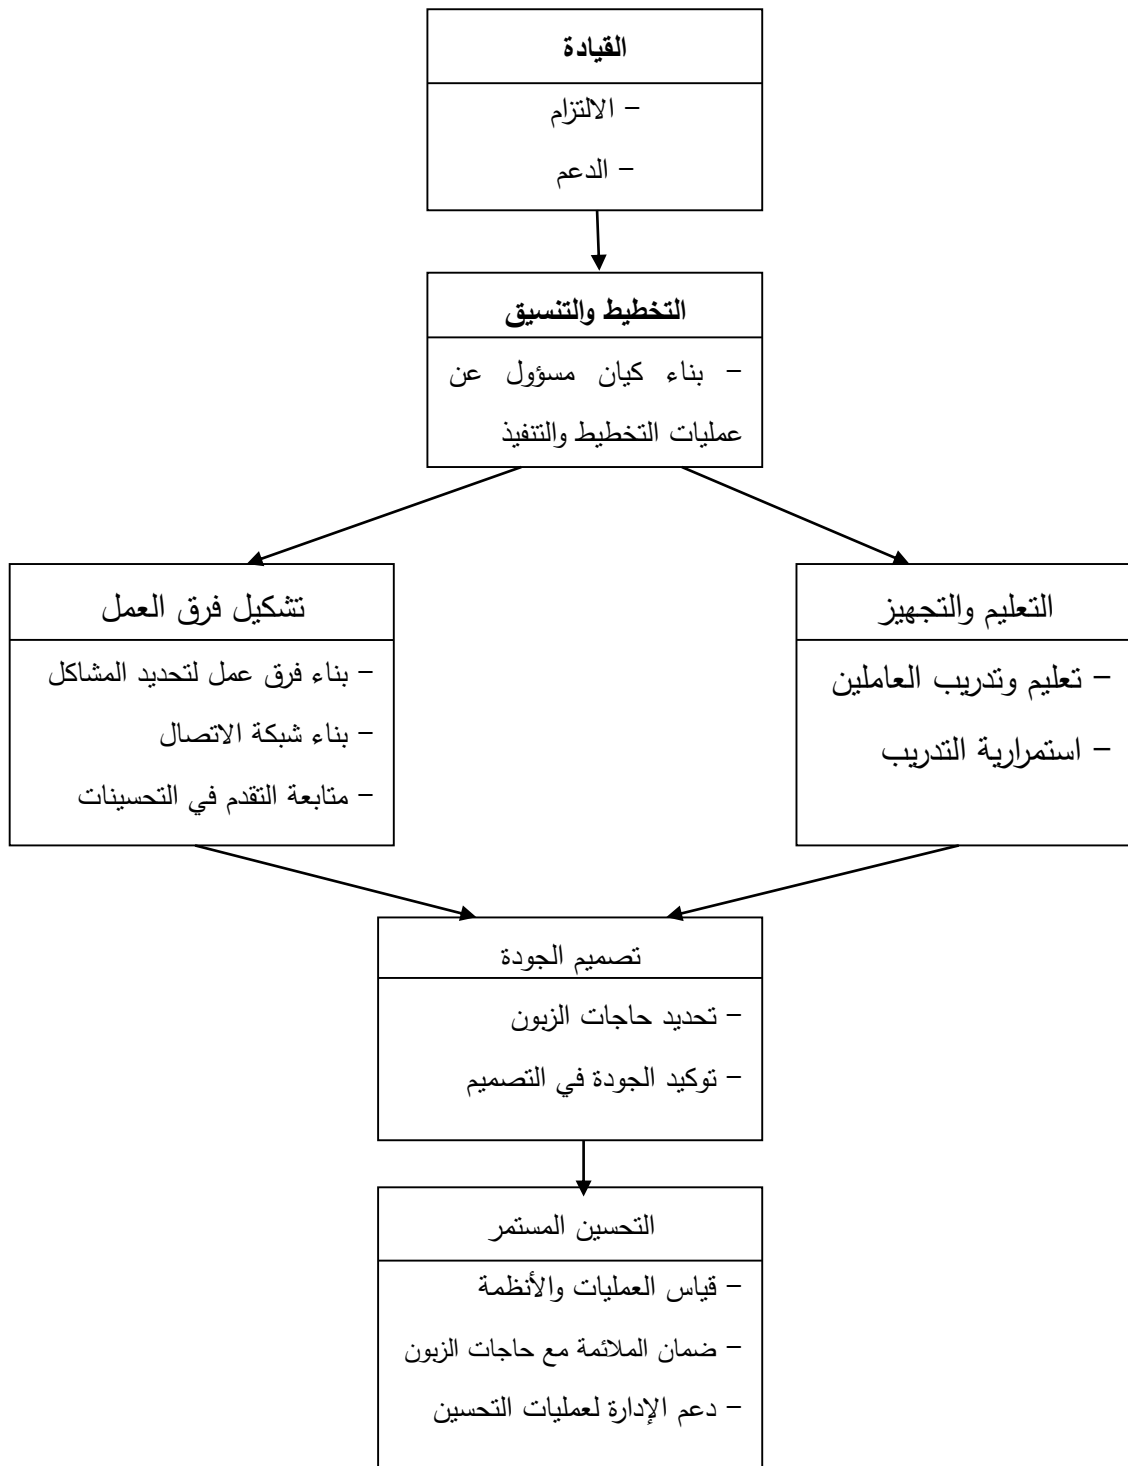 القيادة
- الالتزام
- الدعم
التخطيط والتنسيق
- بناء كيان مسؤول عن
عمليات التخطيط والتنفيذ
التعليم والتجهيز
- تعليم وتدريب العاملين
- استمرارية التدريب
تشكيل فرق العمل
- بناء فرق عمل لتحديد المشاكل
- بناء شبكة الاتصال
- متابعة التقدم في التحسينات
تصميم الجودة
- تحديد حاجات الزبون
- توكيد الجودة في التصميم
التحسين المستمر
- قياس العمليات والأنظمة
- ضمان الملائمة مع حاجات الزبون
- دعم الإدارة لعمليات التحسين